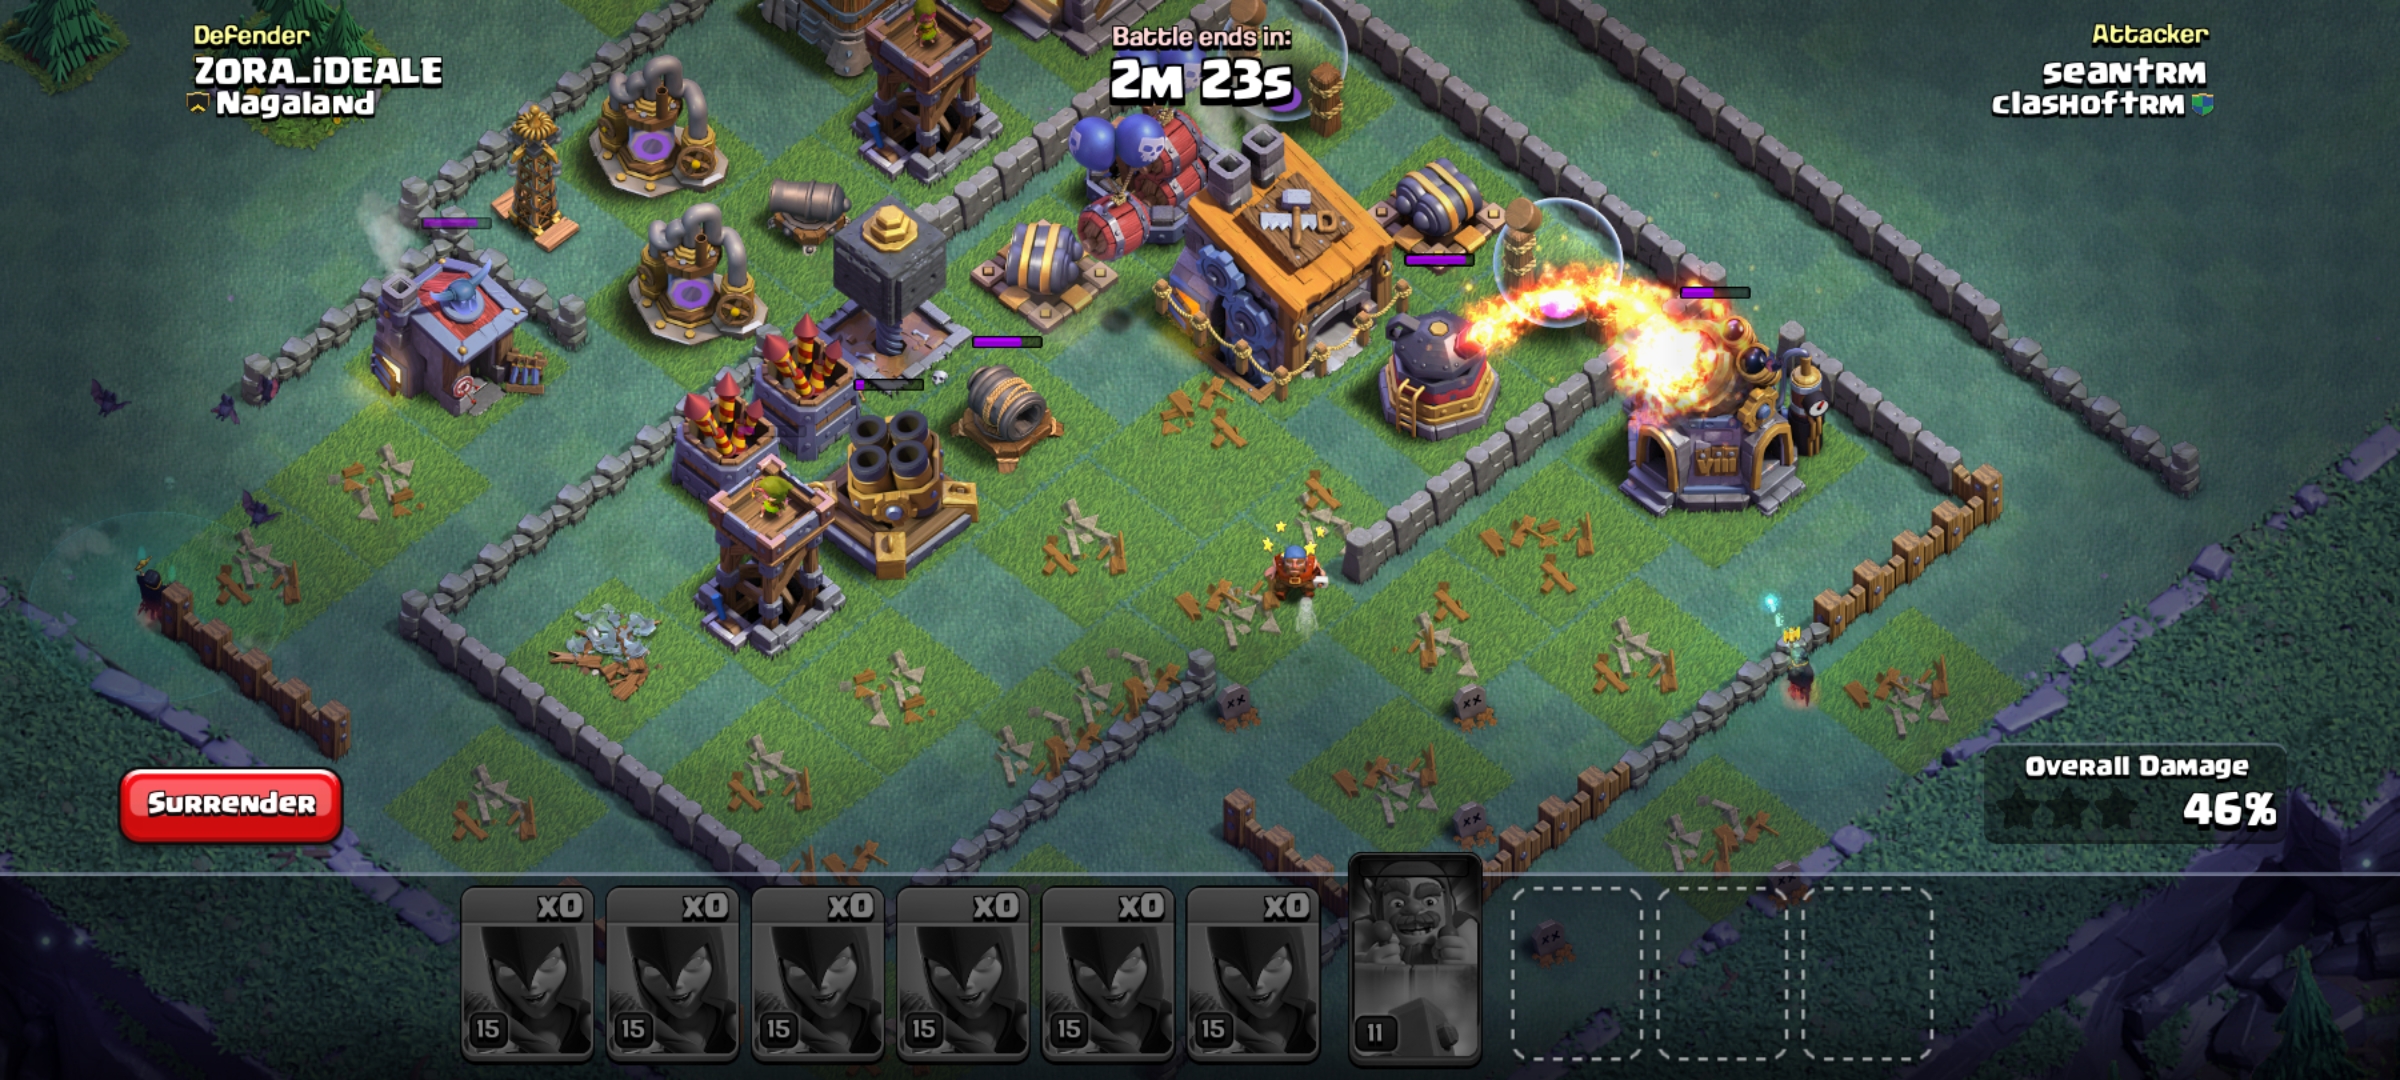 Defender
ZORA_iDEALE
Nagaland
Battle ends in:
2M 23s
Attacker
seantRM
clashoftRM
VIII
Surrender
Overall Damage
46%
x0
x0
x0
x0
x0
x0
15
15
15
15
15
15
11